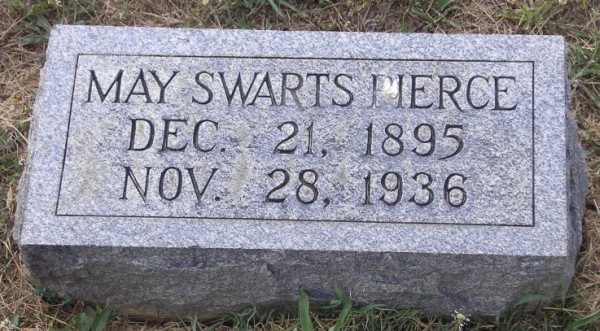 MAY SWARTS PIERCE
DEC. 21, 1895
NOV. 28, 1936